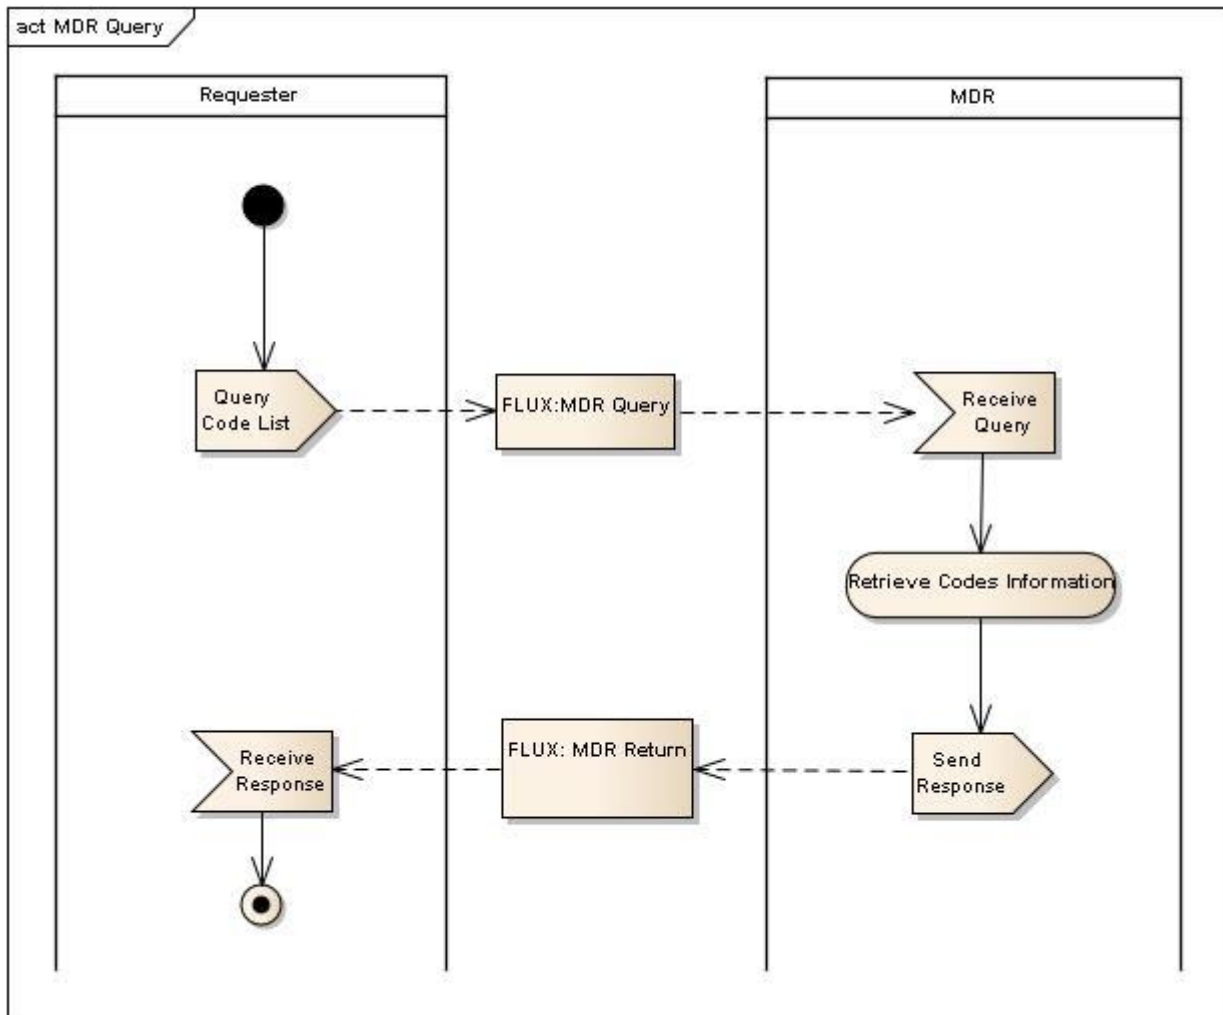 act MDR Query
Requester
MDR
Query
Code List
FLUX:MDR Query
Receive
Query
Retrieve Codes Information
Receive
Response
FLUX: MDR Return
Send
Response